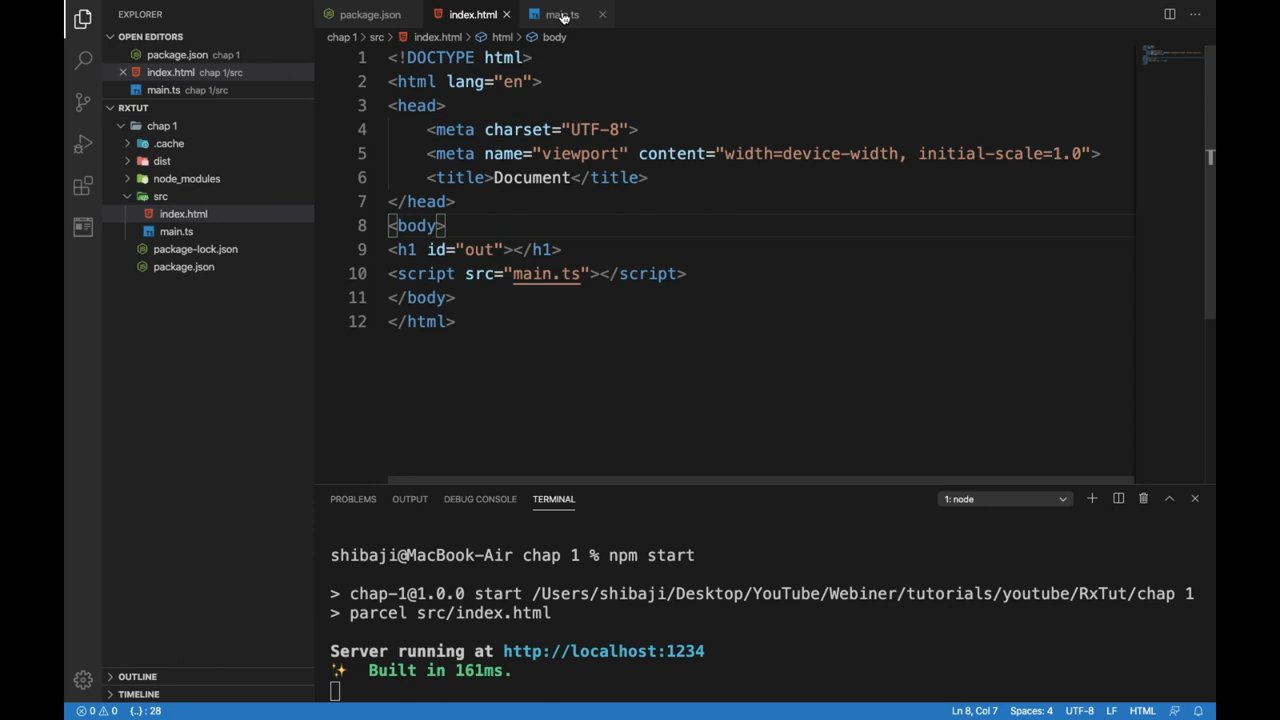 EXPLORER
OPEN EDITORS
package.json
index.html chap 1/src
main.ts chap 1/src
RXTUT
chap 1
.cache
dist
node_modules
src
index.html
main.ts
package-lock.json
package.json
OUTLINE
TIMELINE
package.json index.html main.ts
chap 1 > src > index.html > html > body
1 <!DOCTYPE html>
2 <html lang="en">
3 <head>
4 <meta charset="UTF-8">
5 <meta name="viewport" content="width=device-width, initial-scale=1.0">
6 <title>Document</title>
7 </head>
8 <body>
9 <h1 id="out"></h1>
10 <script src="main.ts"></script>
11 </body>
12 </html>
PROBLEMS OUTPUT DEBUG CONSOLE TERMINAL 1: node
shibaji@MacBook-Air chap 1 % npm start
> chap-1@1.0.0 start /Users/shibaji/Desktop/YouTube/Webiner/tutorials/youtube/RxTut/chap 1
> parcel src/index.html
Server running at http://localhost:1234
✨ Built in 161ms.
0 0 {..} : 28 Ln 8, Col 7 Spaces: 4 UTF-8 LF HTML